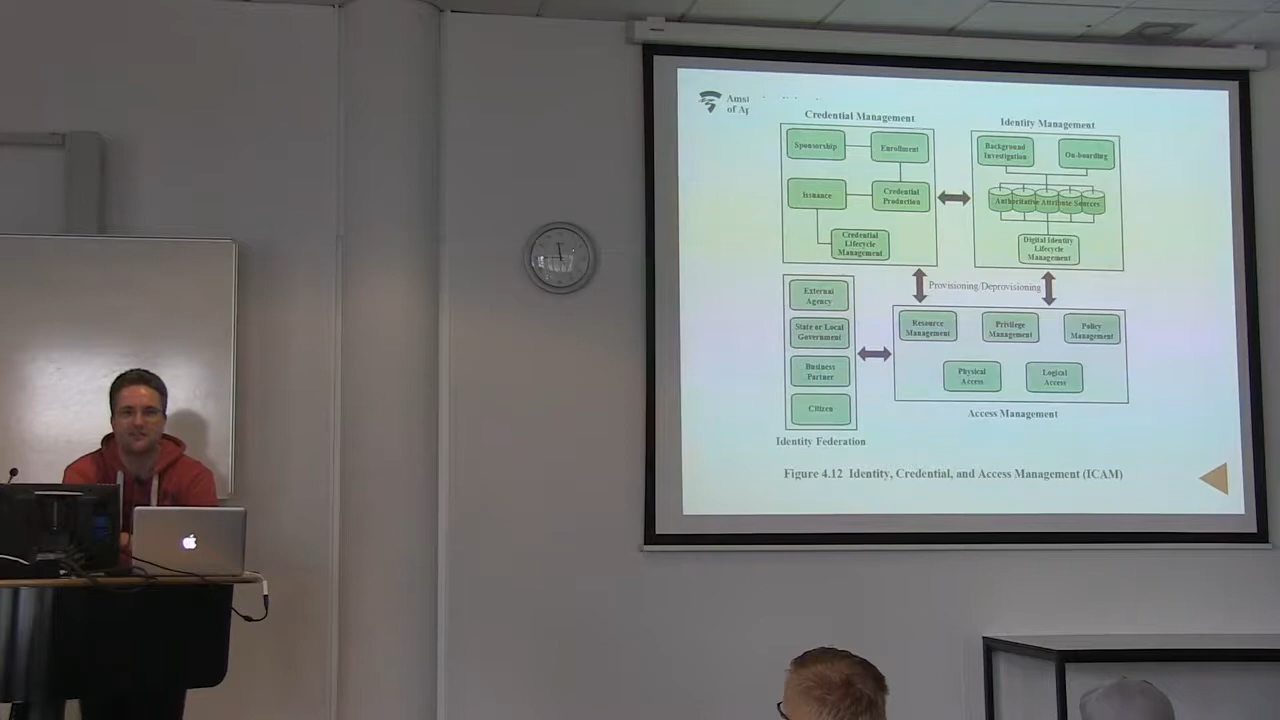 Amst
of Ap
Credential Management
Identity Management
Sponsorship
Enrollment
Issuance
Credential
Production
Credential
Lifecycle
Management
Background
Investigation
On-boarding
Authoritative Attribute Sources
Digital Identity
Lifecycle
Management
Provisioning/Deprovisioning
External
Agency
State or Local
Government
Business
Partner
Citizen
Identity Federation
Resource
Management
Privilege
Management
Policy
Management
Physical
Access
Logical
Access
Access Management
Figure 4.12 Identity, Credential, and Access Management (ICAM)